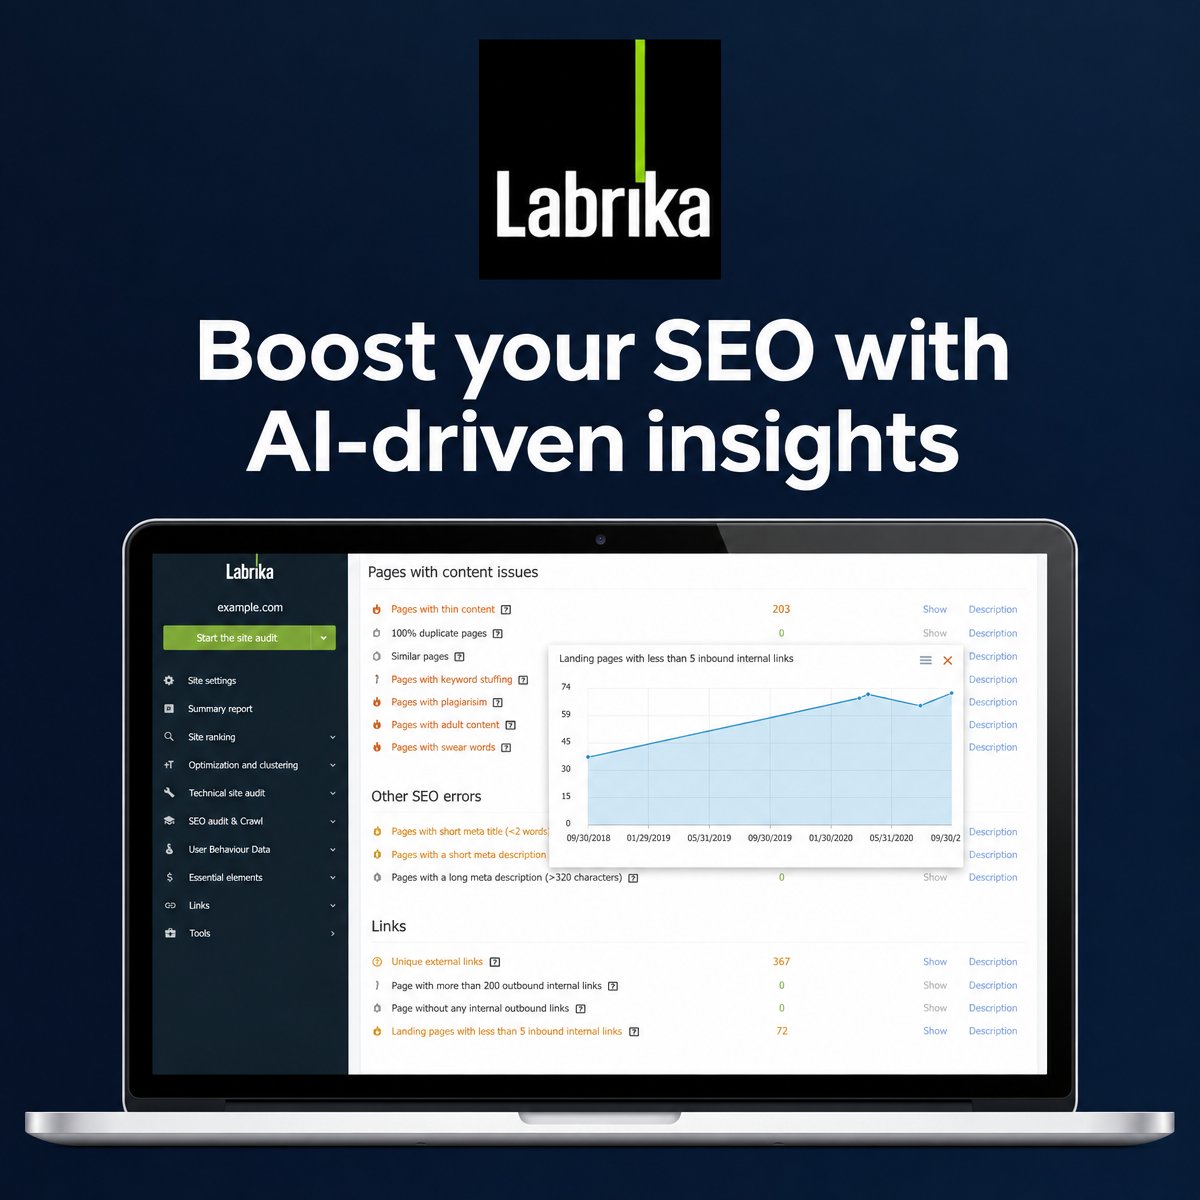 Labrika
Boost your SEO with
AI-driven insights
Labrika
example.com
Start the site audit
Site settings
Summary report
Site ranking
Optimization and clustering
Technical site audit
SEO audit & Crawl
User Behaviour Data
Essential elements
Links
Tools
Pages with content issues
Pages with thin content ? 203 Show Description
100% duplicate pages ? 0 Show Description
Similar pages ? Description
Pages with keyword stuffing ? Description
Pages with plagiarisim ? Description
Pages with adult content ? Description
Pages with swear words ? Description
Landing pages with less than 5 inbound internal links
74
59
45
30
15
0
09/30/2018 01/29/2019 05/31/2019 09/30/2019 01/30/2020 05/31/2020 09/30/2
Other SEO errors
Pages with short meta title (<2 words) Description
Pages with a short meta description Description
Pages with a long meta description (>320 characters) ? 0 Show Description
Links
Unique external links ? 367 Show Description
Page with more than 200 outbound internal links ? 0 Show Description
Page without any internal outbound links ? 0 Show Description
Landing pages with less than 5 inbound internal links ? 72 Show Description